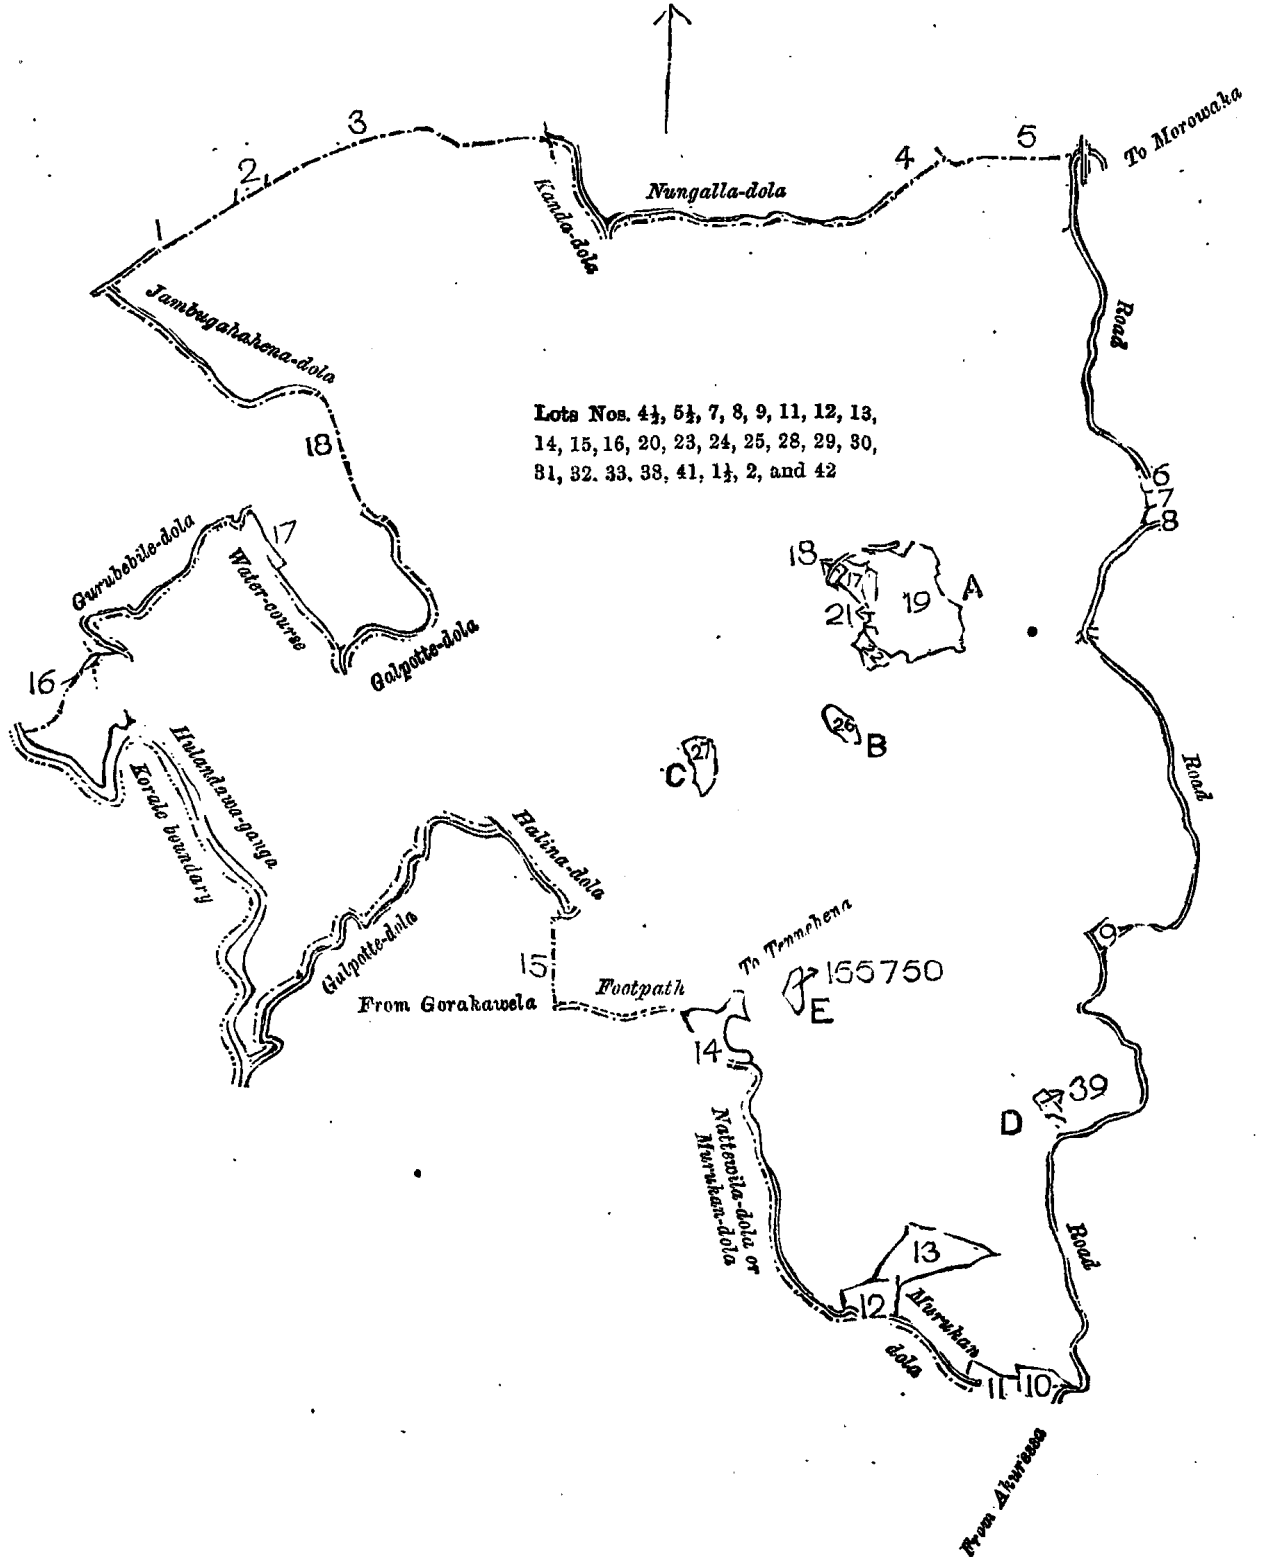 To Morowaka
5
4
3
2
1
Nungalla-dola
Kanda-dola
Jambugahahena-dola
Road
Lots Nos. 4½, 5½, 7, 8, 9, 11, 12, 13,
14, 15, 16, 20, 23, 24, 25, 28, 29, 30,
31, 32. 33, 38, 41, 1½, 2, and 42
18
6
7
8
17
Gurubebile-dola
Water-course
Galpotte-dola
18
17
19
A
21
22
16
26
B
27
C
Hulandawa-ganga
Korale boundary
Road
Halina-dola
Galpotte-dola
9
To Tennehena
15
155750
E
Footpath
From Gorakawela
14
39
D
Nattewila-dola or
Murukan-dola
Road
13
12
Murukan
dola
11
10
From Akuressa